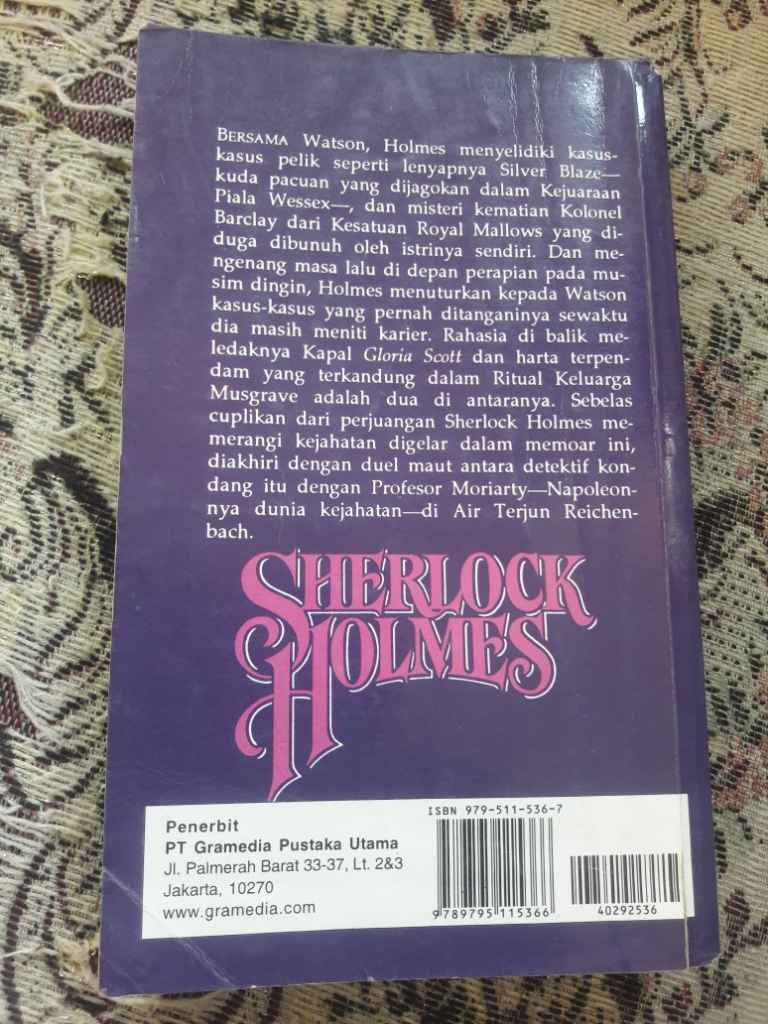 BERSAMA Watson, Holmes menyelidiki kasus-
kasus pelik seperti lenyapnya Silver Blaze—
kuda pacuan yang dijagokan dalam Kejuaraan
Piala Wessex—, dan misteri kematian Kolonel
Barclay dari Kesatuan Royal Mallows yang di-
duga dibunuh oleh istrinya sendiri. Dan me-
ngenang masa lalu di depan perapian pada mu-
sim dingin, Holmes menuturkan kepada Watson
kasus-kasus yang pernah ditanganinya sewaktu
dia masih meniti karier. Rahasia di balik me-
ledaknya Kapal Gloria Scott dan harta terpen-
dam yang terkandung dalam Ritual Keluarga
Musgrave adalah dua di antaranya. Sebelas
cuplikan dari perjuangan Sherlock Holmes me-
merangi kejahatan digelar dalam memoar ini,
diakhiri dengan duel maut antara detektif kon-
dang itu dengan Profesor Moriarty—Napoleon-
nya dunia kejahatan—di Air Terjun Reichen-
bach.
SHERLOCK
HOLMES
Penerbit
PT Gramedia Pustaka Utama
Jl. Palmerah Barat 33-37, Lt. 2&3
Jakarta, 10270
www.gramedia.com
ISBN 979-511-536-7
9789795115366
40292536